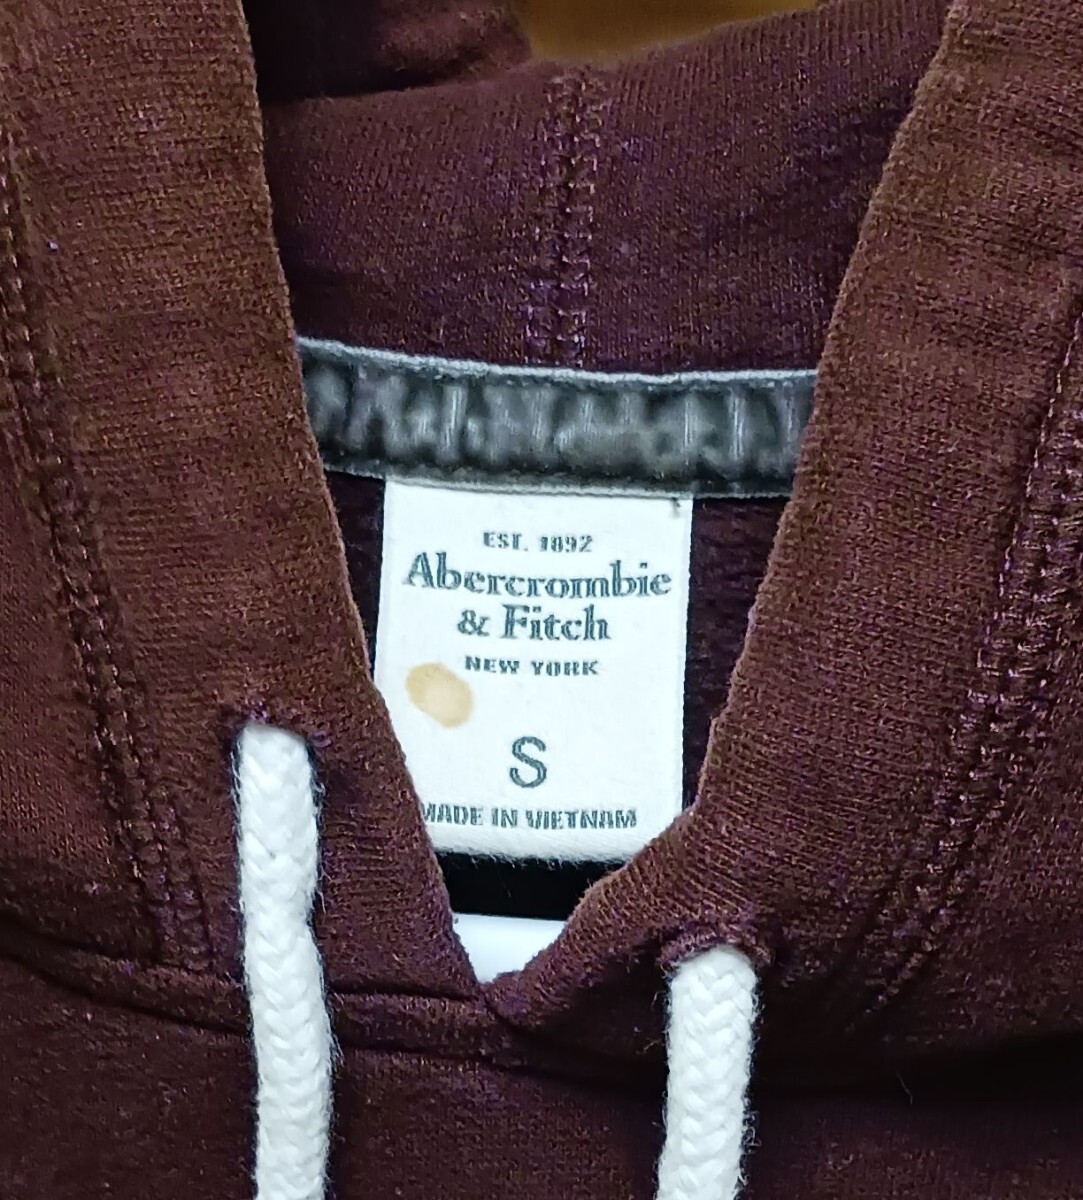 EST. 1892
Abercrombie
& Fitch
NEW YORK
S
MADE IN VIETNAM